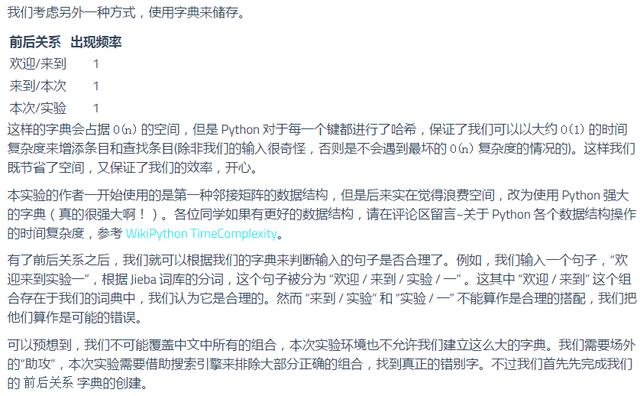 我们考虑另外一种方式，使用字典来储存。
前后关系 出现频率
欢迎/来到 1
来到/本次 1
本次/实验 1
这样的字典会占据 O(n) 的空间，但是 Python 对于每一个键都进行了哈希，保证了我们可以以大约 O(1) 的时间
复杂度来增添条目和查找条目(除非我们的输入很奇怪，否则是不会遇到最坏的 O(n) 复杂度的情况的)。这样我们
既节省了空间，又保证了我们的效率，开心。
本实验的作者一开始使用的是第一种邻接矩阵的数据结构，但是后来实在觉得浪费空间，改为使用 Python 强大
的字典（真的很强大啊！）。各位同学如果有更好的数据结构，请在评论区留言~关于 Python 各个数据结构操作
的时间复杂度，参考 WikiPython TimeComplexity。
有了前后关系之后，我们就可以根据我们的字典来判断输入的句子是否合理了。例如，我们输入一个句子，“欢
迎来到实验一”，根据 Jieba 词库的分词，这个句子被分为 “欢迎 / 来到 / 实验 / 一” 。这其中 “欢迎 / 来到” 这个组
合存在于我们的词典中，我们认为它是合理的。然而 “来到 / 实验” 和 “实验 / 一” 不能算作是合理的搭配，我们把
他们算作是可能的错误。
可以预想到，我们不可能覆盖中文中所有的组合，本次实验环境也不允许我们建立这么大的字典。我们需要场外
的“助攻”，本次实验需要借助搜索引擎来排除大部分正确的组合，找到真正的错别字。不过我们首先先完成我们
的 前后关系 字典的创建。